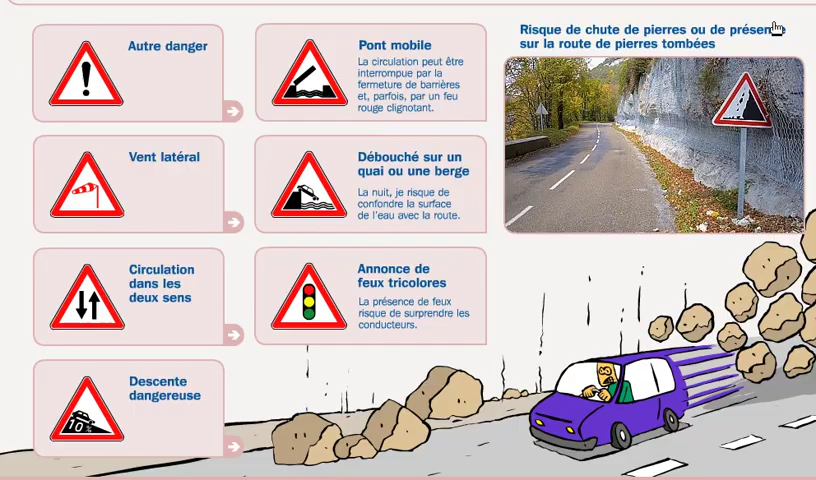 Autre danger
Vent latéral
Circulation
dans les
deux sens
Descente
dangereuse
10 %
Pont mobile
La circulation peut être
interrompue par la
fermeture de barrières
et, parfois, par un feu
rouge clignotant.
Débouché sur un
quai ou une berge
La nuit, je risque de
confondre la surface
de l'eau avec la route.
Annonce de
feux tricolores
La présence de feux
risque de surprendre les
conducteurs.
Risque de chute de pierres ou de présence
sur la route de pierres tombées